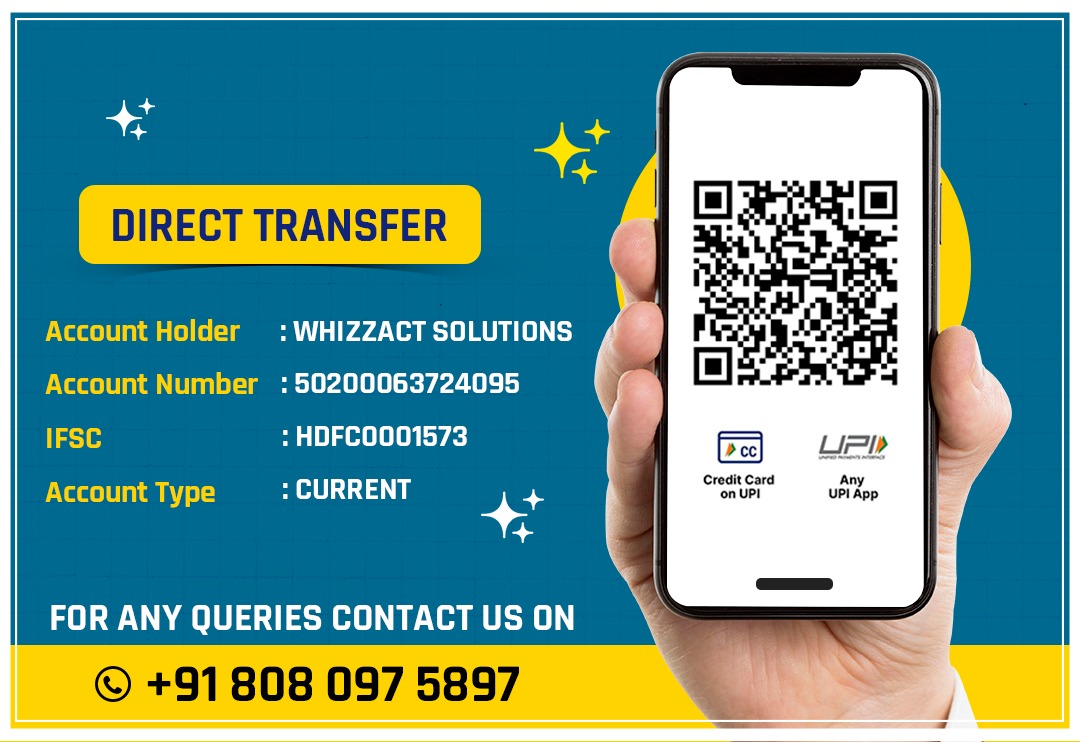 DIRECT TRANSFER
Account Holder : WHIZZACT SOLUTIONS
Account Number : 50200063724095
IFSC : HDFC0001573
Account Type : CURRENT
FOR ANY QUERIES CONTACT US ON
+91 808 097 5897
CC
Credit Card
on UPI
UPI
UNIFIED PAYMENTS INTERFACE
Any
UPI App